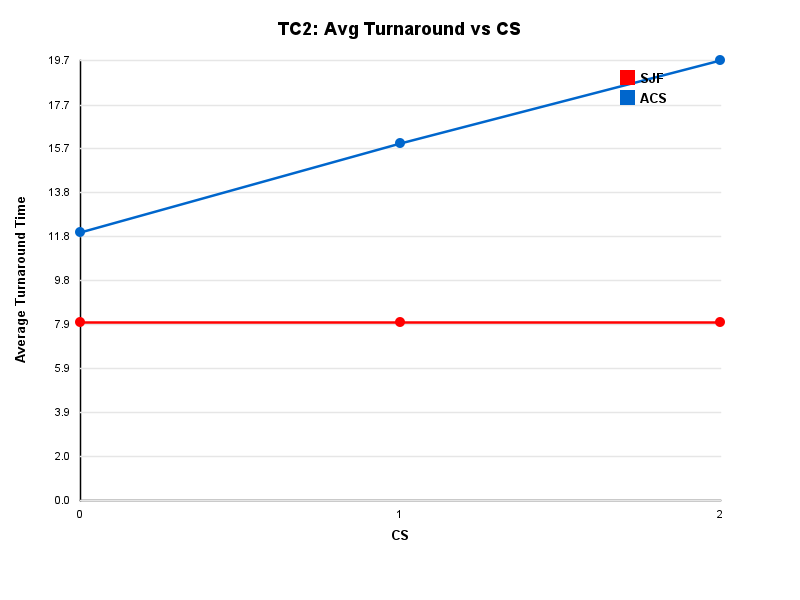 TC2: Avg Turnaround vs CS
SJF
ACS
19.7
17.7
15.7
13.8
11.8
9.8
7.9
5.9
3.9
2.0
0.0
Average Turnaround Time
0
1
2
CS